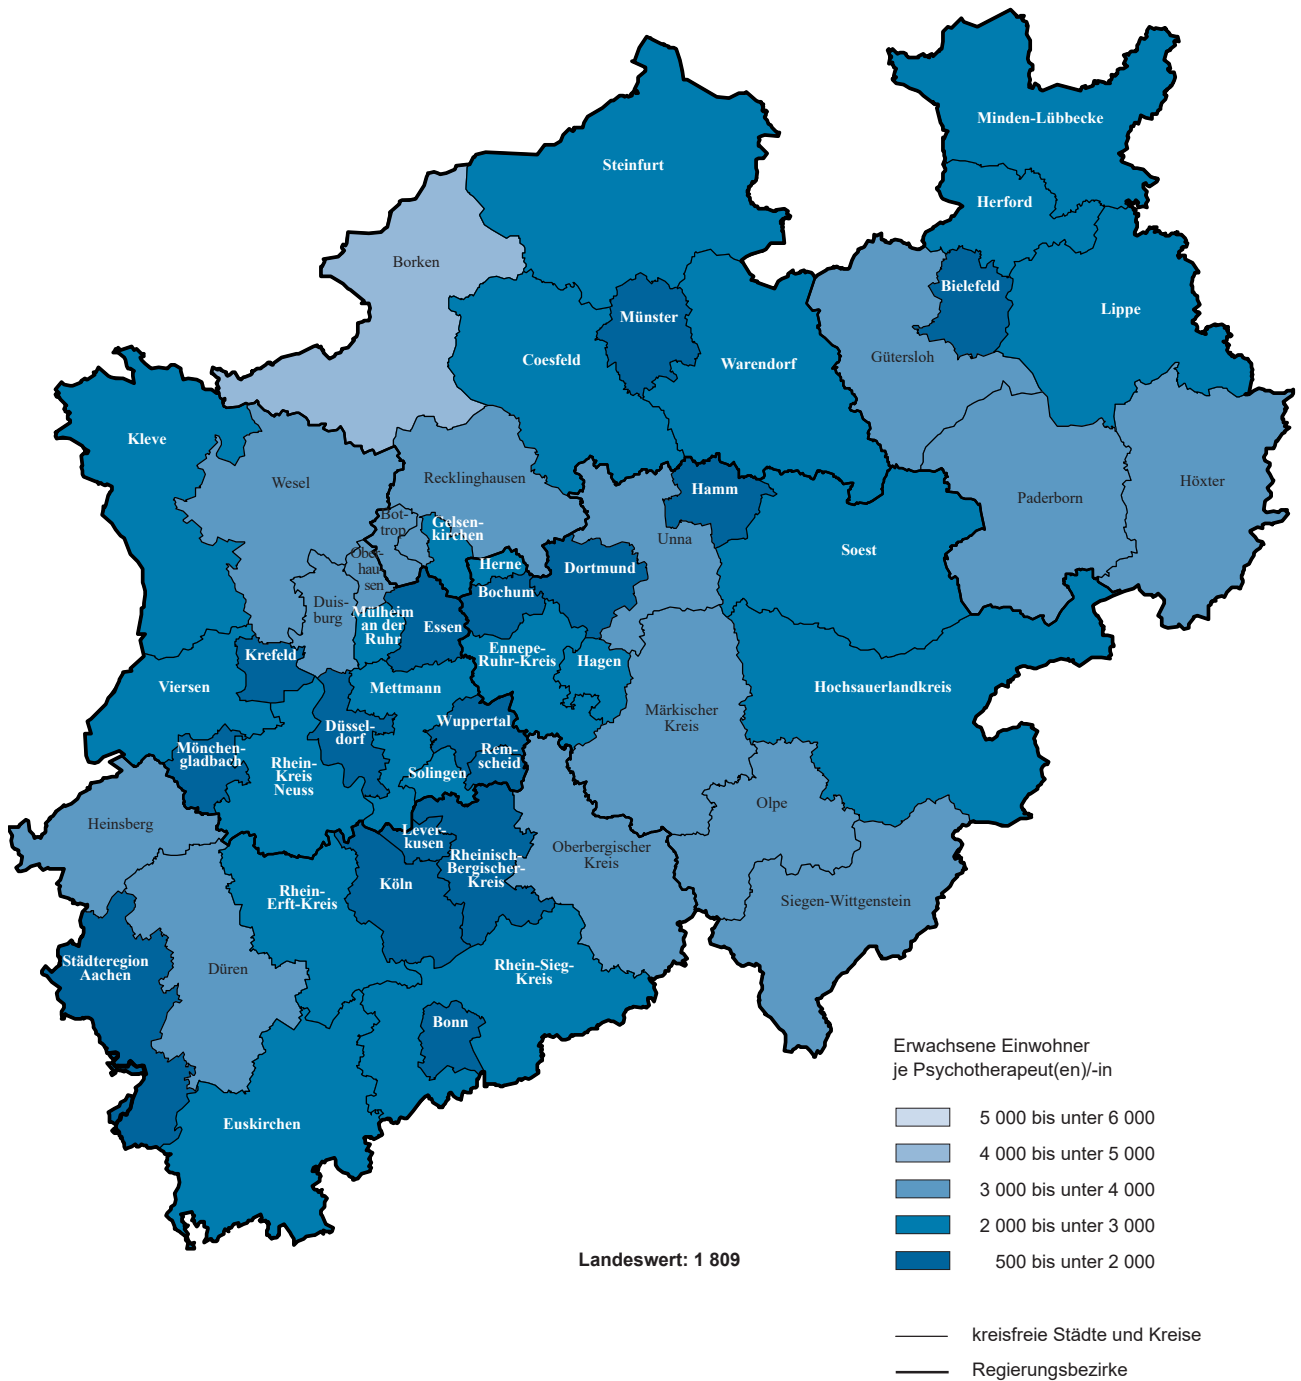 Minden-Lübbecke
Steinfurt
Herford
Borken
Bielefeld
Lippe
Münster
Gütersloh
Coesfeld
Warendorf
Kleve
Recklinghausen
Wesel
Höxter
Hamm
Paderborn
Bot-
trop
Gelsen-
kirchen
Unna
Soest
Ober-
hau
sen
Herne
Dortmund
Bochum
Duis-
burg
Mülheim
an der
Ruhr
Essen
Krefeld
Ennepe-
Ruhr-Kreis
Hagen
Viersen
Mettmann
Hochsauerlandkreis
Märkischer
Kreis
Düssel-
dorf
Wuppertal
Mönchen-
gladbach
Rem-
scheid
Rhein-
Kreis
Neuss
Solingen
Olpe
Heinsberg
Lever-
kusen
Oberbergischer
Kreis
Rheinisch-
Bergischer-
Kreis
Köln
Rhein-
Erft-Kreis
Siegen-Wittgenstein
Städteregion
Aachen
Düren
Rhein-Sieg-
Kreis
Bonn
Euskirchen
Erwachsene Einwohner
je Psychotherapeut(en)/-in
5 000 bis unter 6 000
4 000 bis unter 5 000
3 000 bis unter 4 000
2 000 bis unter 3 000
500 bis unter 2 000
Landeswert: 1 809
kreisfreie Städte und Kreise
Regierungsbezirke